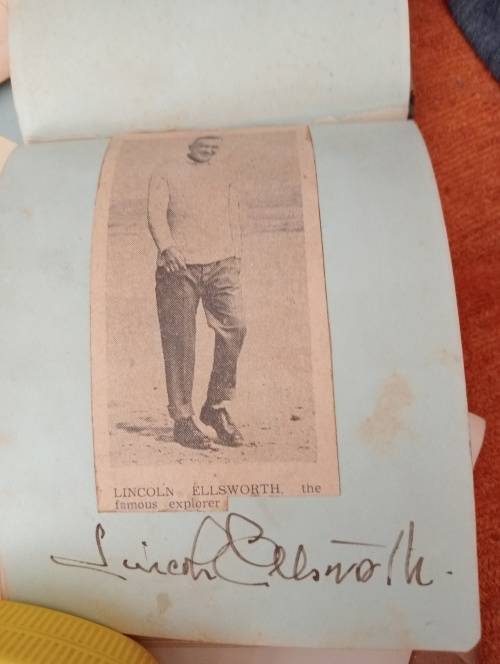 LINCOLN ELLSWORTH, the
famous explorer
Lincoln Ellsworth.